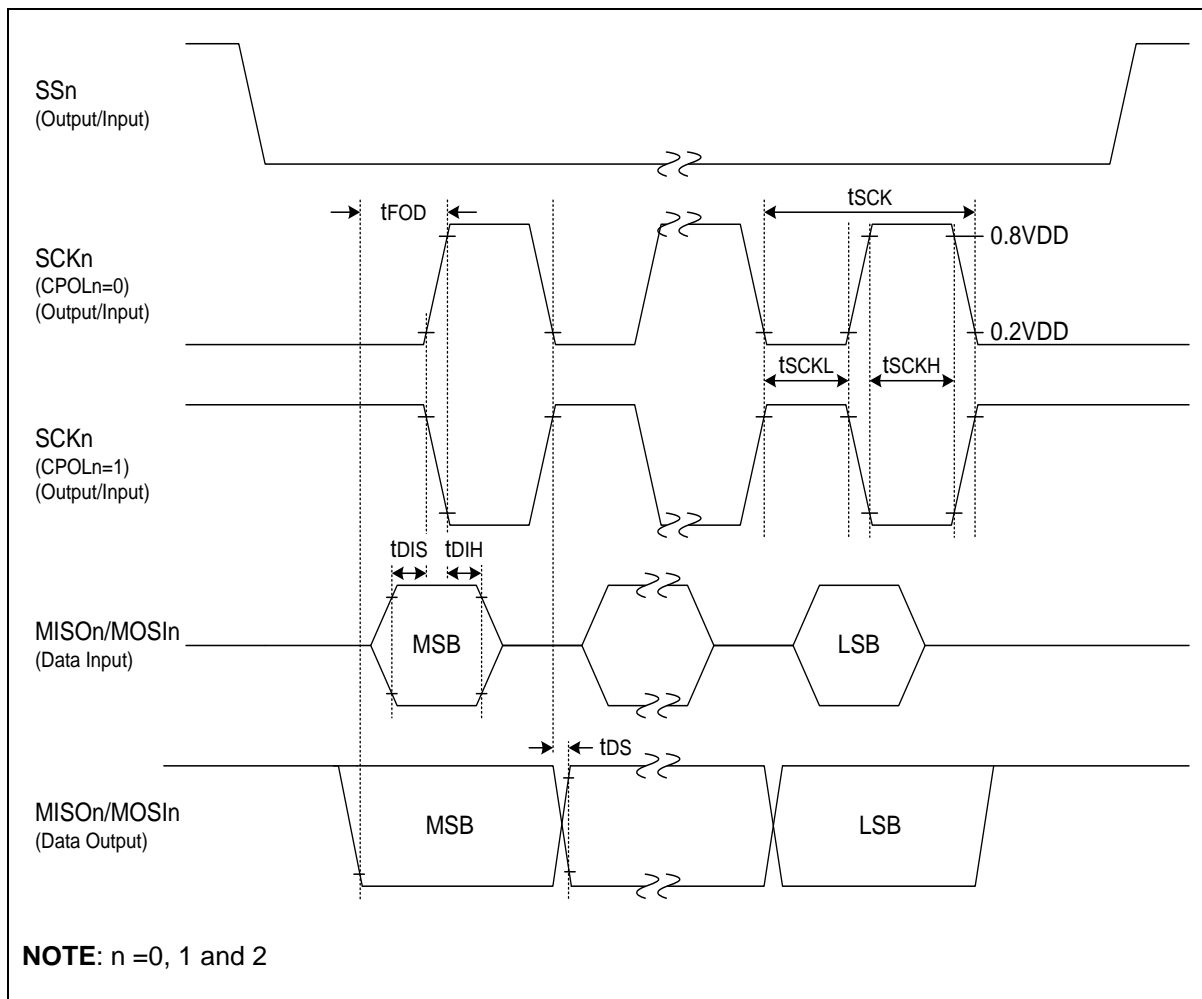 SSn
(Output/Input)
tFOD
tSCK
SCKn
(CPOLn=0)
(Output/Input)
0.8VDD
0.2VDD
tSCKL
tSCKH
SCKn
(CPOLn=1)
(Output/Input)
tDIS
tDIH
MISOn/MOSIn
(Data Input)
MSB
LSB
tDS
MISOn/MOSIn
(Data Output)
MSB
LSB
NOTE: n =0, 1 and 2